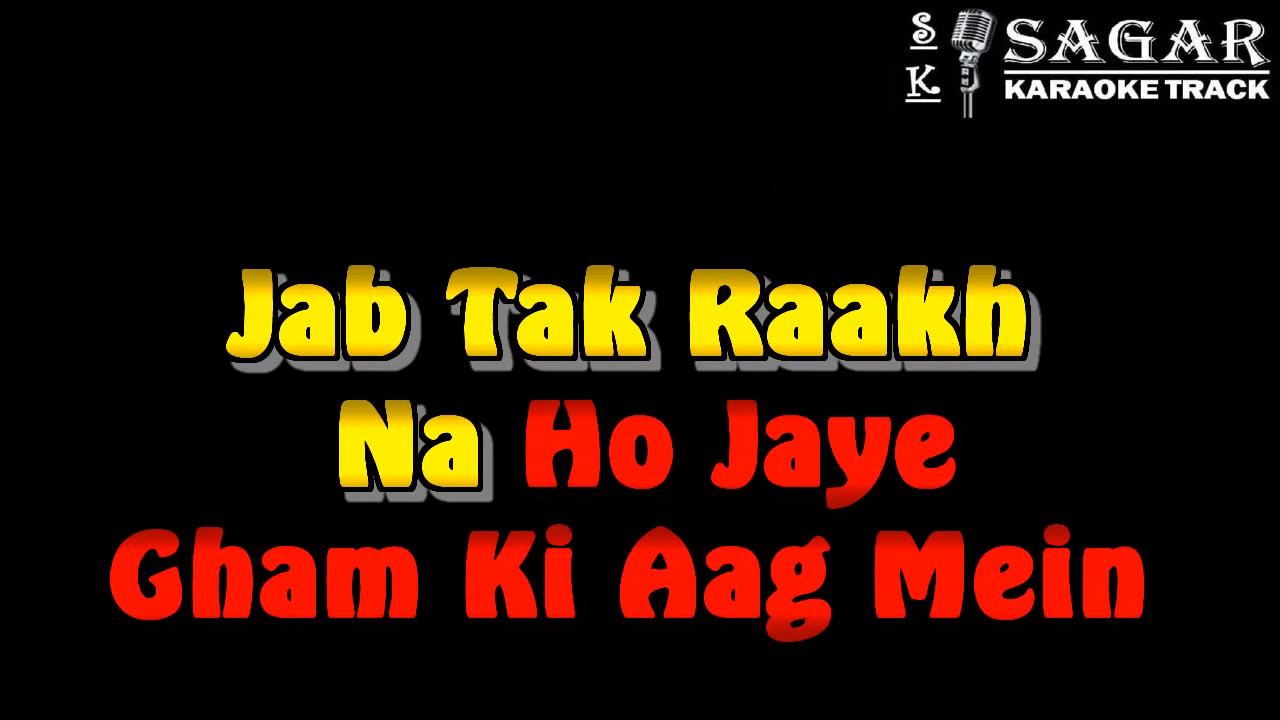 S
K
SAGAR
KARAOKE TRACK
Jab Tak Raakh
Na Ho Jaye
Gham Ki Aag Mein